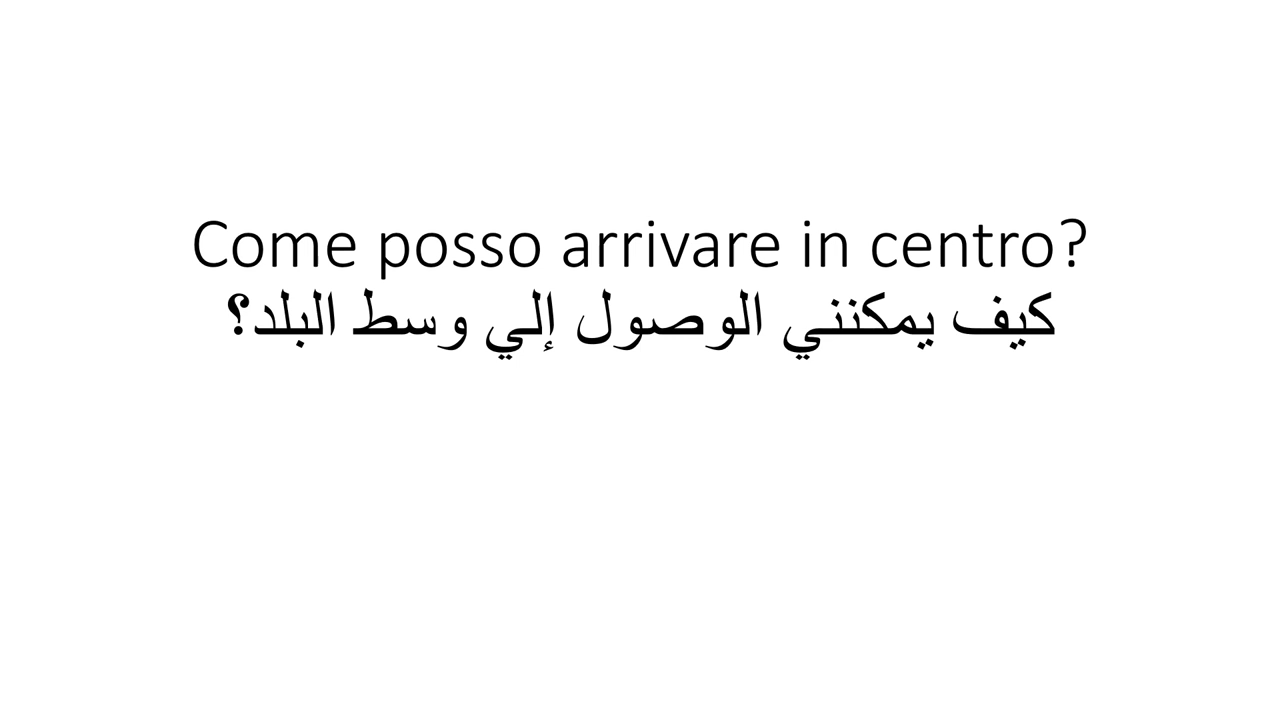 Come posso arrivare in centro?
كيف يمكنني الوصول إلي وسط البلد؟